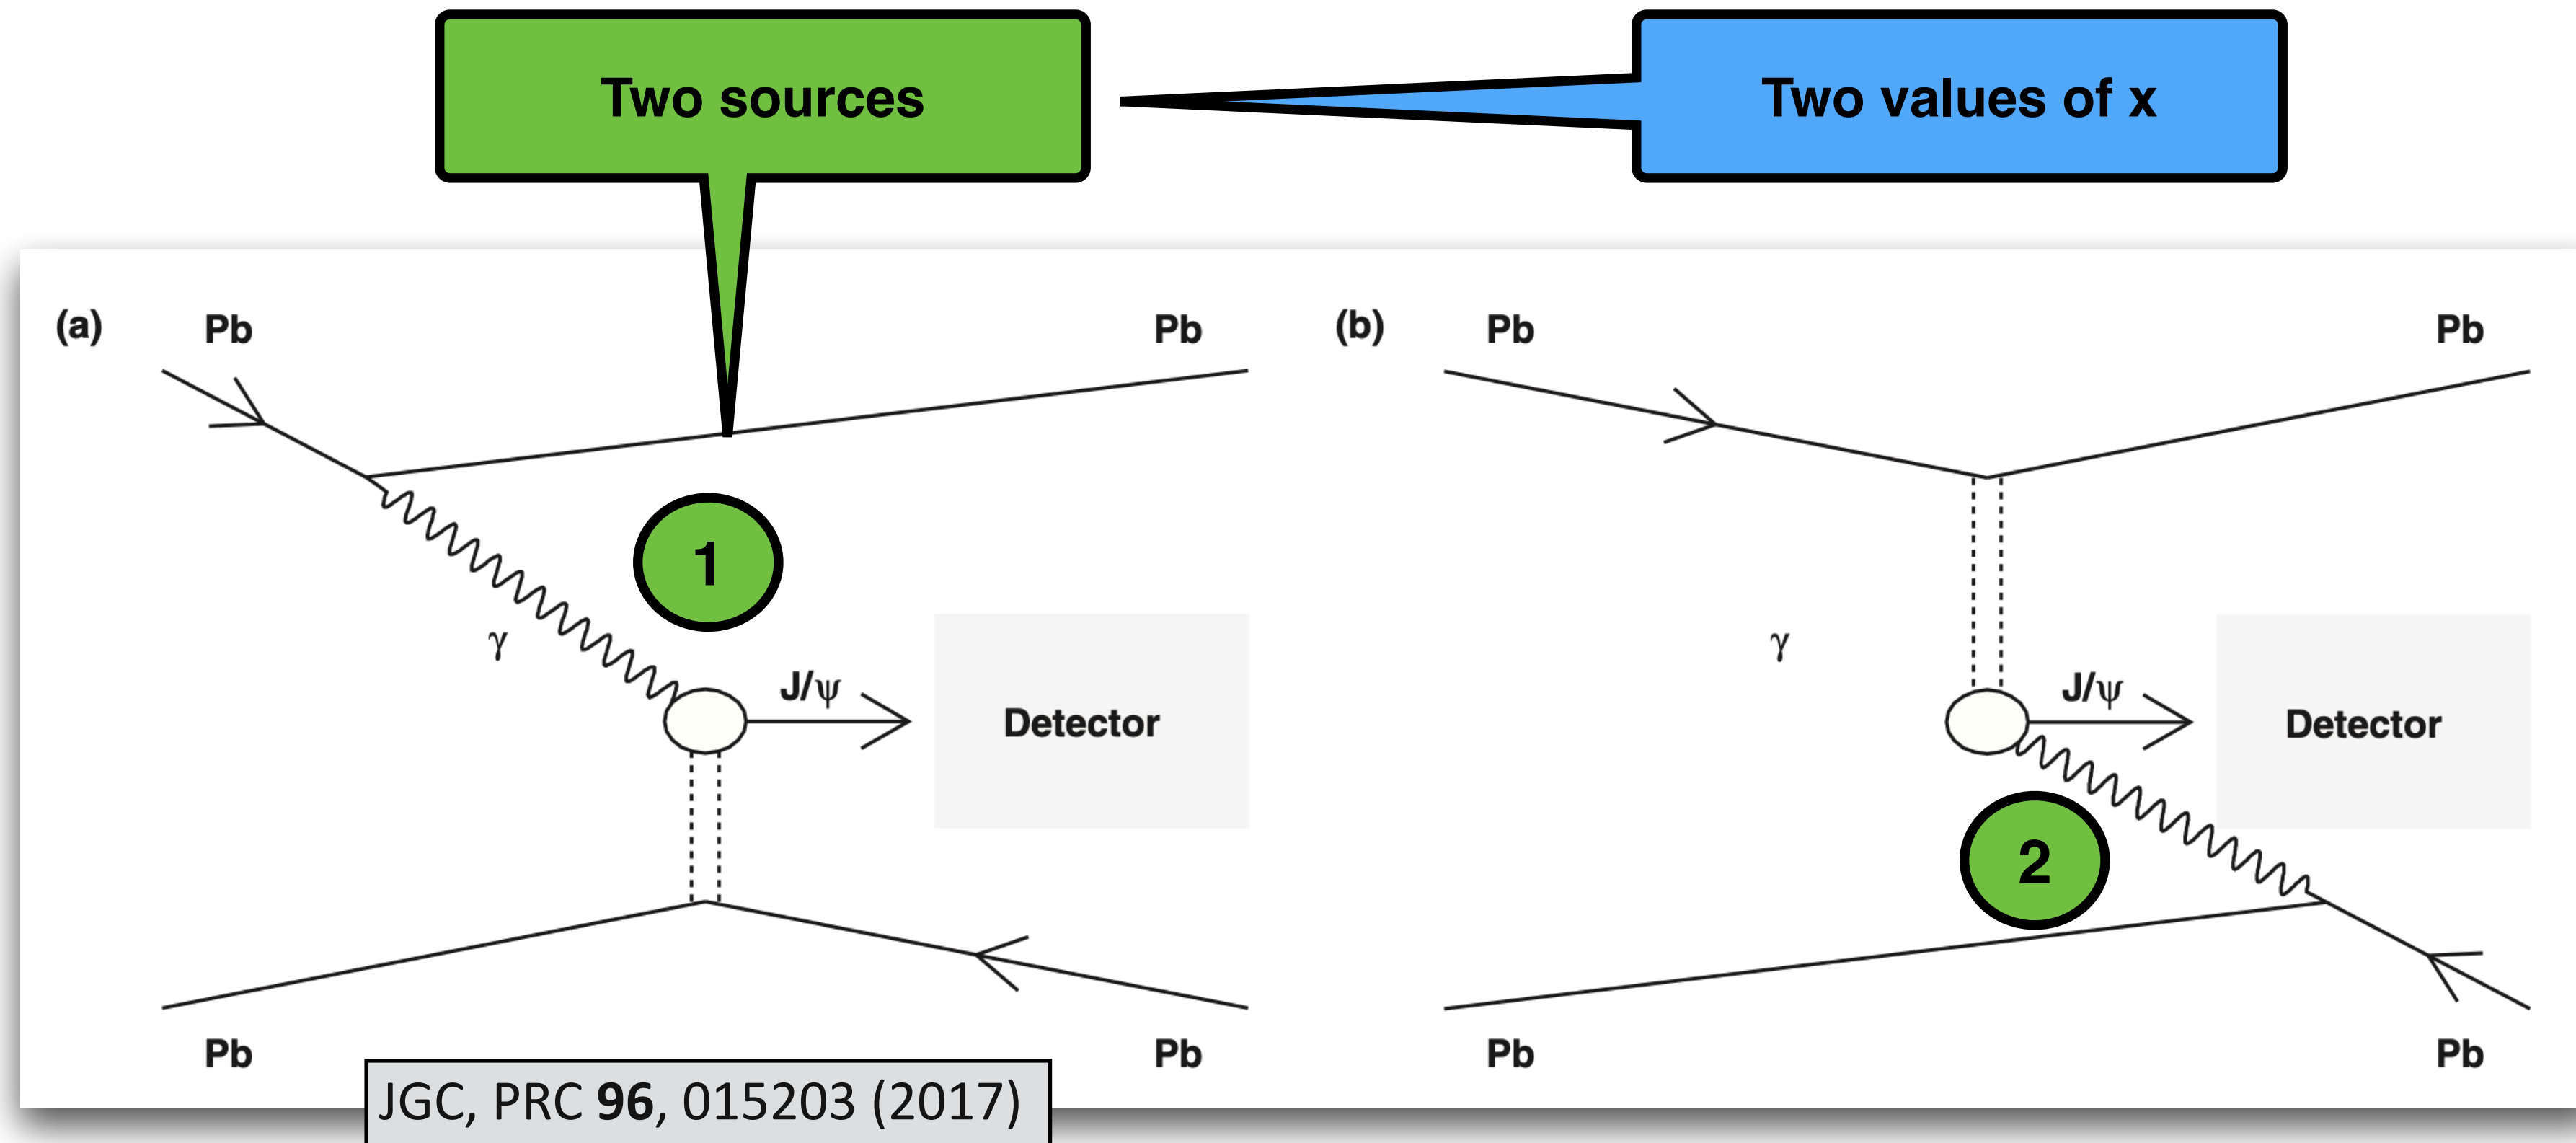 Two sources
Two values of x
(a)
Pb
Pb
(b)
Pb
Pb
1
γ
J/ψ
Detector
γ
J/ψ
Detector
2
Pb
Pb
Pb
Pb
JGC, PRC 96, 015203 (2017)